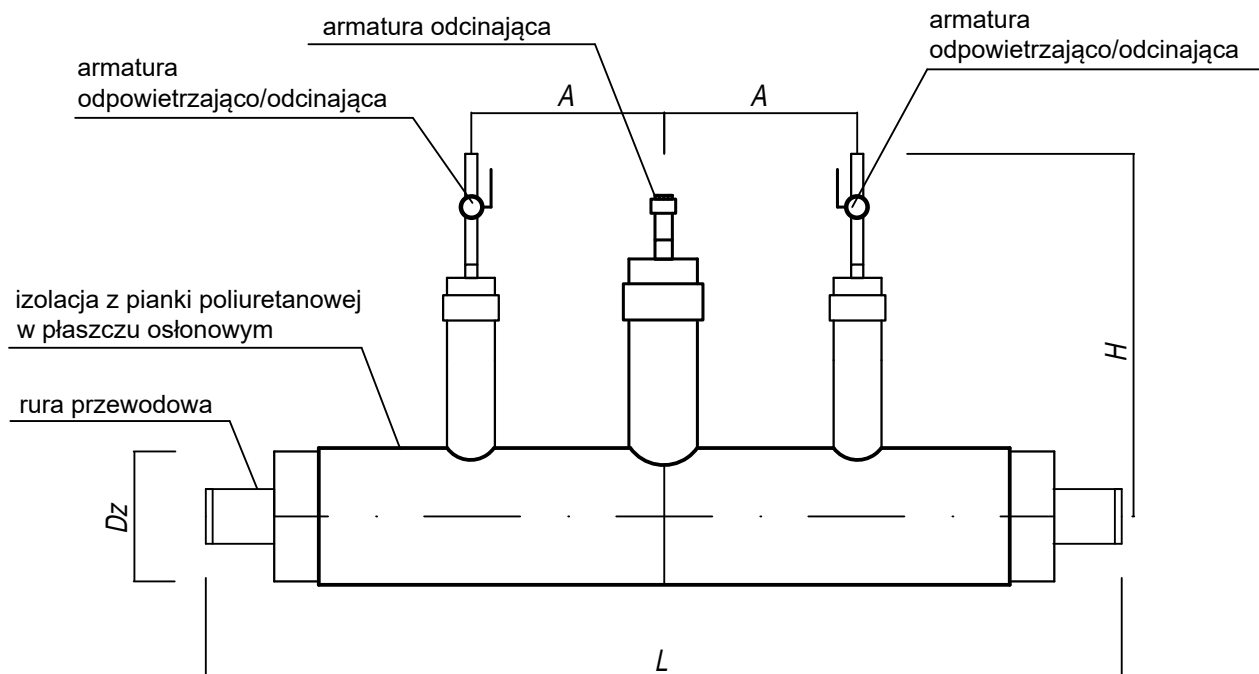 armatura odcinająca
armatura
odpowietrzająco/odcinająca
armatura
odpowietrzająco/odcinająca
A
A
izolacja z pianki poliuretanowej
w płaszczu osłonowym
H
rura przewodowa
Dz
L